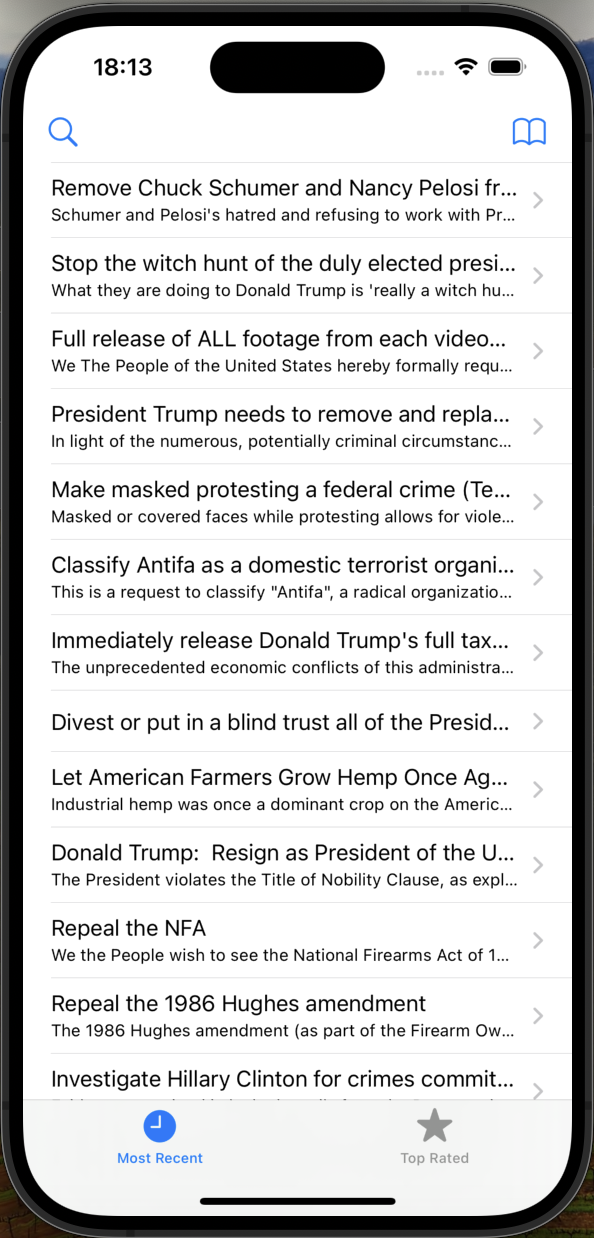 18:13
Remove Chuck Schumer and Nancy Pelosi fr...
Schumer and Pelosi's hatred and refusing to work with Pr...
Stop the witch hunt of the duly elected presi...
What they are doing to Donald Trump is 'really a witch hu...
Full release of ALL footage from each video...
We The People of the United States hereby formally requ...
President Trump needs to remove and repla...
In light of the numerous, potentially criminal circumstanc...
Make masked protesting a federal crime (Te...
Masked or covered faces while protesting allows for viole...
Classify Antifa as a domestic terrorist organi...
This is a request to classify "Antifa", a radical organizatio...
Immediately release Donald Trump's full tax...
The unprecedented economic conflicts of this administra...
Divest or put in a blind trust all of the Presid...
Let American Farmers Grow Hemp Once Ag...
Industrial hemp was once a dominant crop on the Americ...
Donald Trump:  Resign as President of the U...
The President violates the Title of Nobility Clause, as expl...
Repeal the NFA
We the People wish to see the National Firearms Act of 1...
Repeal the 1986 Hughes amendment
The 1986 Hughes amendment (as part of the Firearm Ow...
Investigate Hillary Clinton for crimes commit...
Most Recent
Top Rated